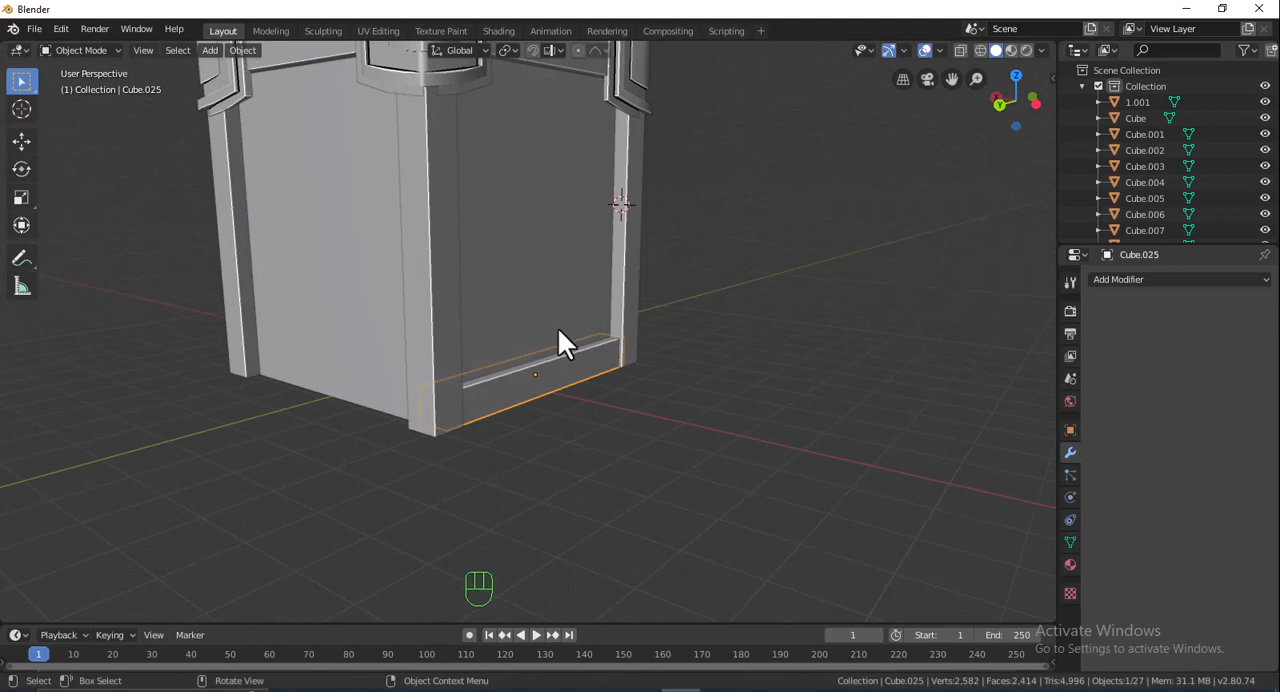 Blender
File Edit Render Window Help Layout Modeling Sculpting UV Editing Texture Paint Shading Animation Rendering Compositing Scripting + Scene View Layer
Object Mode View Select Add Object Global
User Perspective
(1) Collection | Cube.025
Z
Y
Scene Collection
Collection
1.001
Cube
Cube.001
Cube.002
Cube.003
Cube.004
Cube.005
Cube.006
Cube.007
Cube.025
Add Modifier
Playback Keying View Marker 1 Start: 1 End: 250
1 10 20 30 40 50 60 70 80 90 100 110 120 130 140 150 160 170 180 190 200 210 220 230 240 250
Activate Windows
Go to Settings to activate Windows.
Select Box Select Rotate View Object Context Menu Collection | Cube.025 | Verts:2,582 | Faces:2,414 | Tris:4,996 | Objects:1/27 | Mem: 31.1 MB | v2.80.74